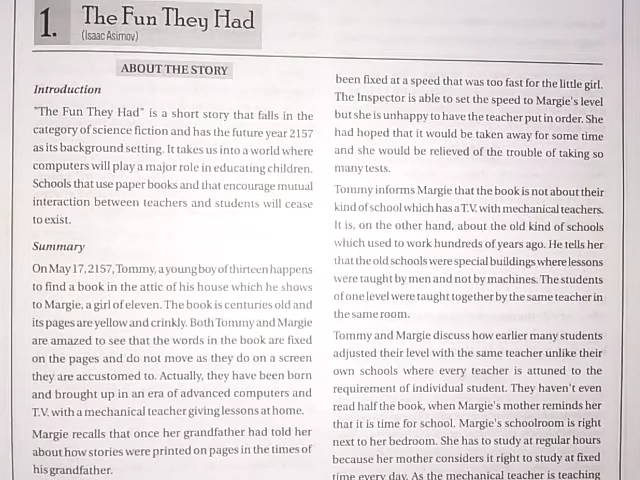 1.
The Fun They Had
(Isaac Asimov)
ABOUT THE STORY
Introduction
"The Fun They Had" is a short story that falls in the
category of science fiction and has the future year 2157
as its background setting. It takes us into a world where
computers will play a major role in educating children.
Schools that use paper books and that encourage mutual
interaction between teachers and students will cease
to exist.
Summary
On May 17, 2157, Tommy, a young boy of thirteen happens
to find a book in the attic of his house which he shows
to Margie, a girl of eleven. The book is centuries old and
its pages are yellow and crinkly. Both Tommy and Margie
are amazed to see that the words in the book are fixed
on the pages and do not move as they do on a screen
they are accustomed to. Actually, they have been born
and brought up in an era of advanced computers and
T.V. with a mechanical teacher giving lessons at home.
Margie recalls that once her grandfather had told her
about how stories were printed on pages in the times of
his grandfather.
been fixed at a speed that was too fast for the little girl.
The Inspector is able to set the speed to Margie's level
but she is unhappy to have the teacher put in order. She
had hoped that it would be taken away for some time
and she would be relieved of the trouble of taking so
many tests.
Tommy informs Margie that the book is not about their
kind of school which has a T.V. with mechanical teachers.
It is, on the other hand, about the old kind of schools
which used to work hundreds of years ago. He tells her
that the old schools were special buildings where lessons
were taught by men and not by machines. The students
of one level were taught together by the same teacher in
the same room.
Tommy and Margie discuss how earlier many students
adjusted their level with the same teacher unlike their
own schools where every teacher is attuned to the
requirement of individual student. They haven't even
read half the book, when Margie's mother reminds her
that it is time for school. Margie's schoolroom is right
next to her bedroom. She has to study at regular hours
because her mother considers it right to study at fixed
time every day. As the mechanical teacher is teaching